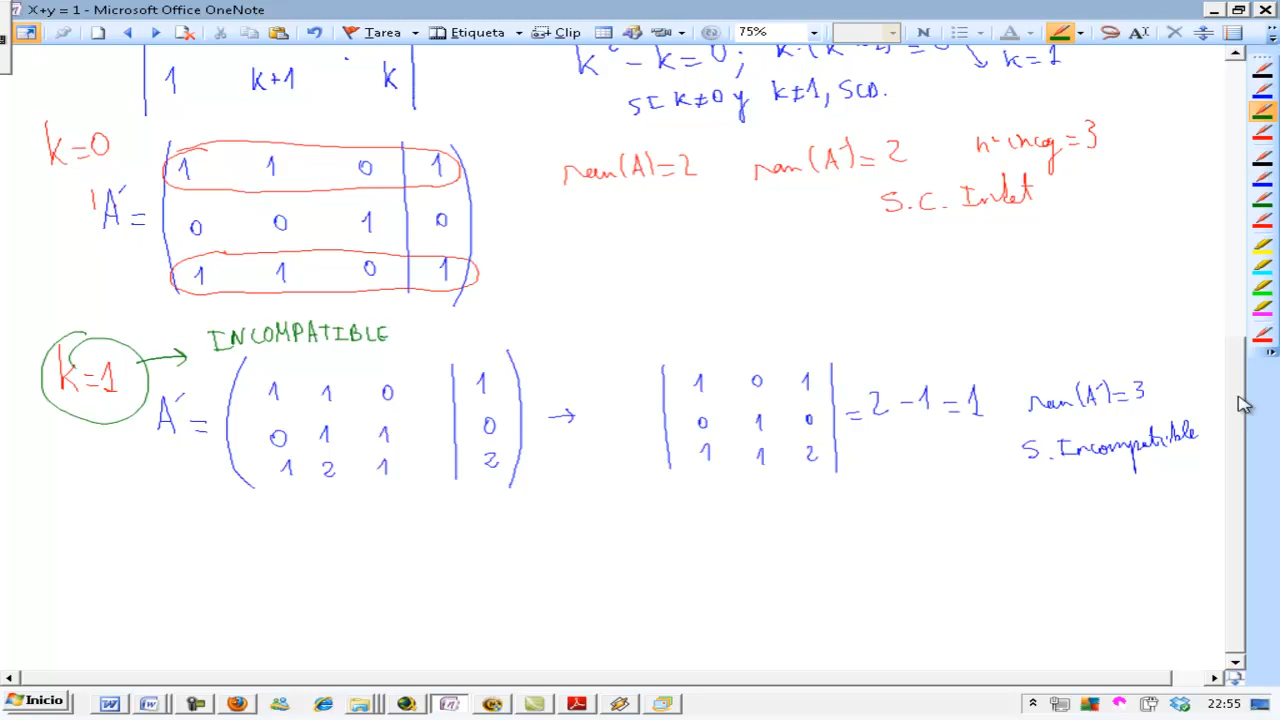 X+y = 1 - Microsoft Office OneNote
Tarea Etiqueta Clip 75% N A
k² - k = 0 ; k = 1
1 k+1 k
SI k≠0 y k≠1, SCD.
k=0
1 1 0 1
ran(A)=2 ran(A´)=2 nº incog = 3
S.C. Indet
A´=
0 0 1 0
1 1 0 1
k=1 → INCOMPATIBLE
A´= 1 1 0 1 → 1 0 1
0 1 1 0 0 1 0 = 2 - 1 = 1 ran(A´)=3
1 2 1 2 1 1 2 S. Incompatible
Inicio 22:55